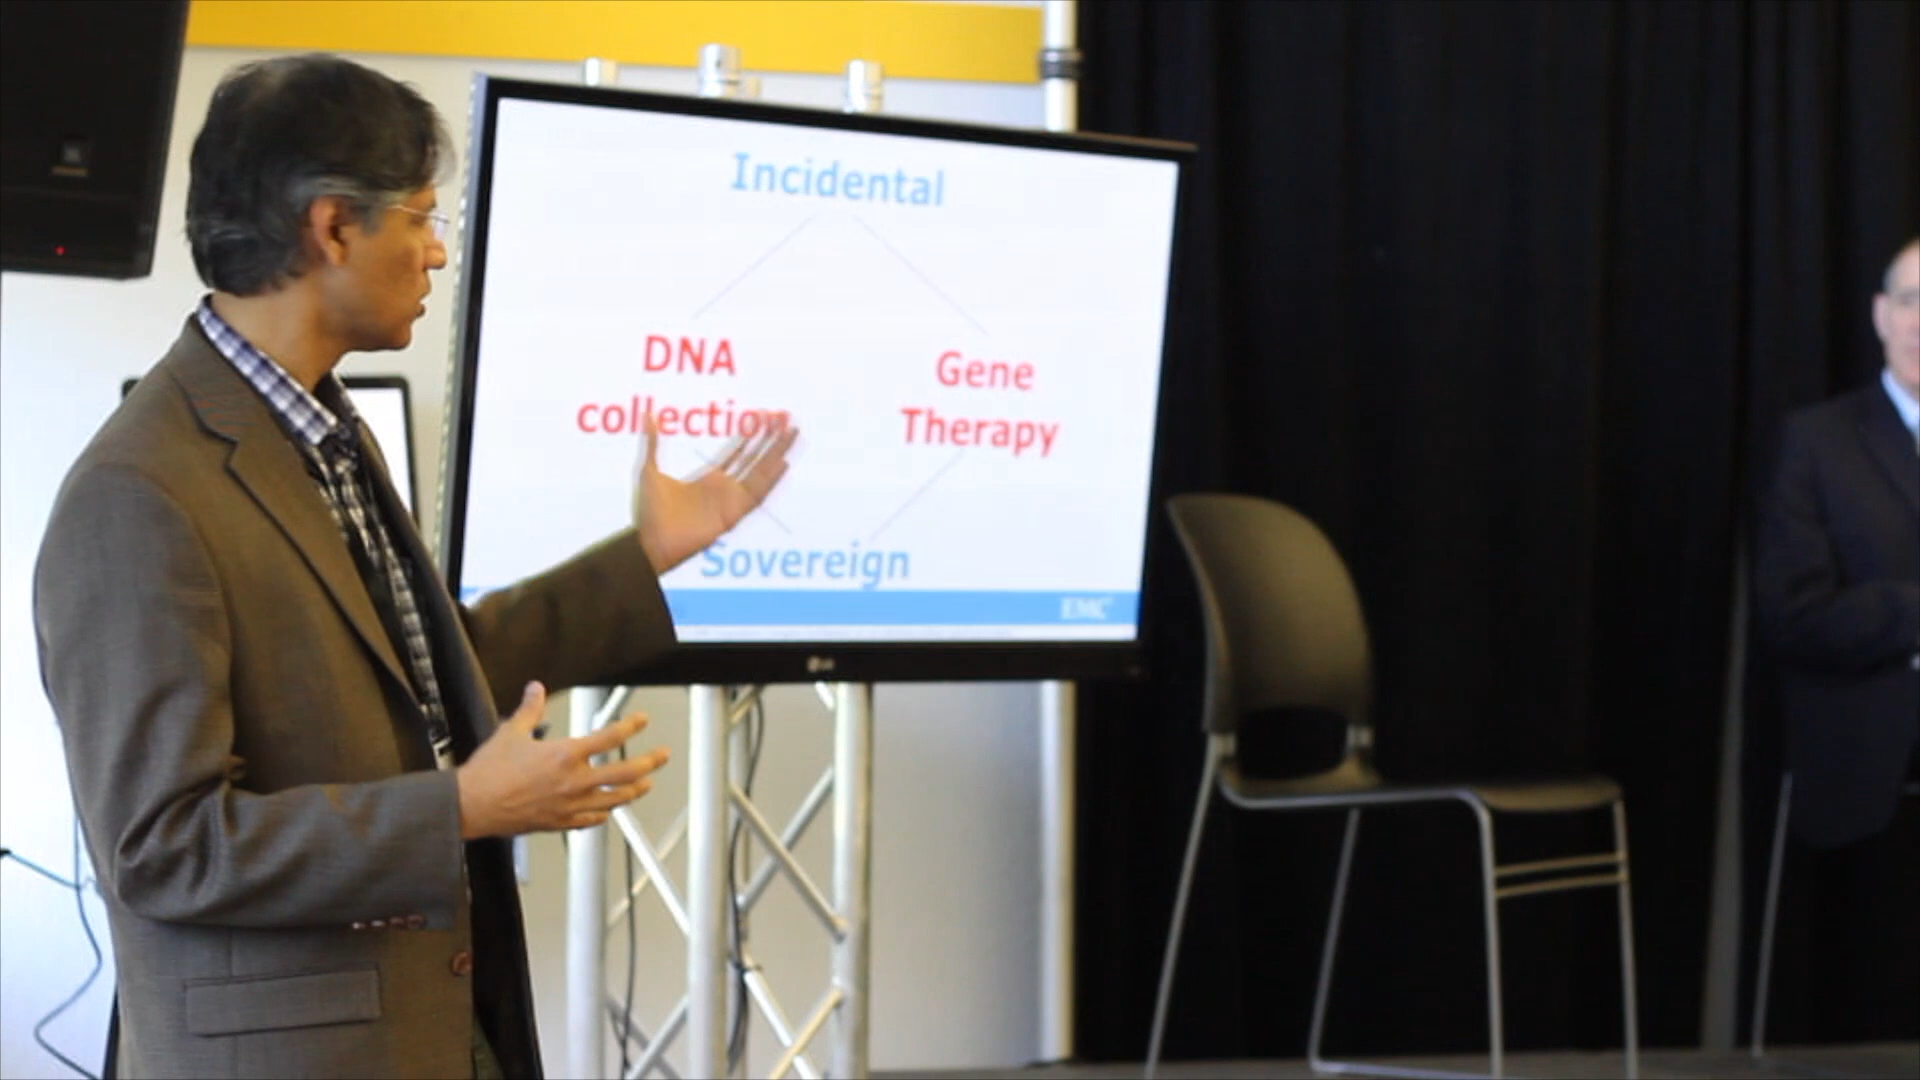 Incidental
DNA
collection
Gene
Therapy
Sovereign
EMC
LG